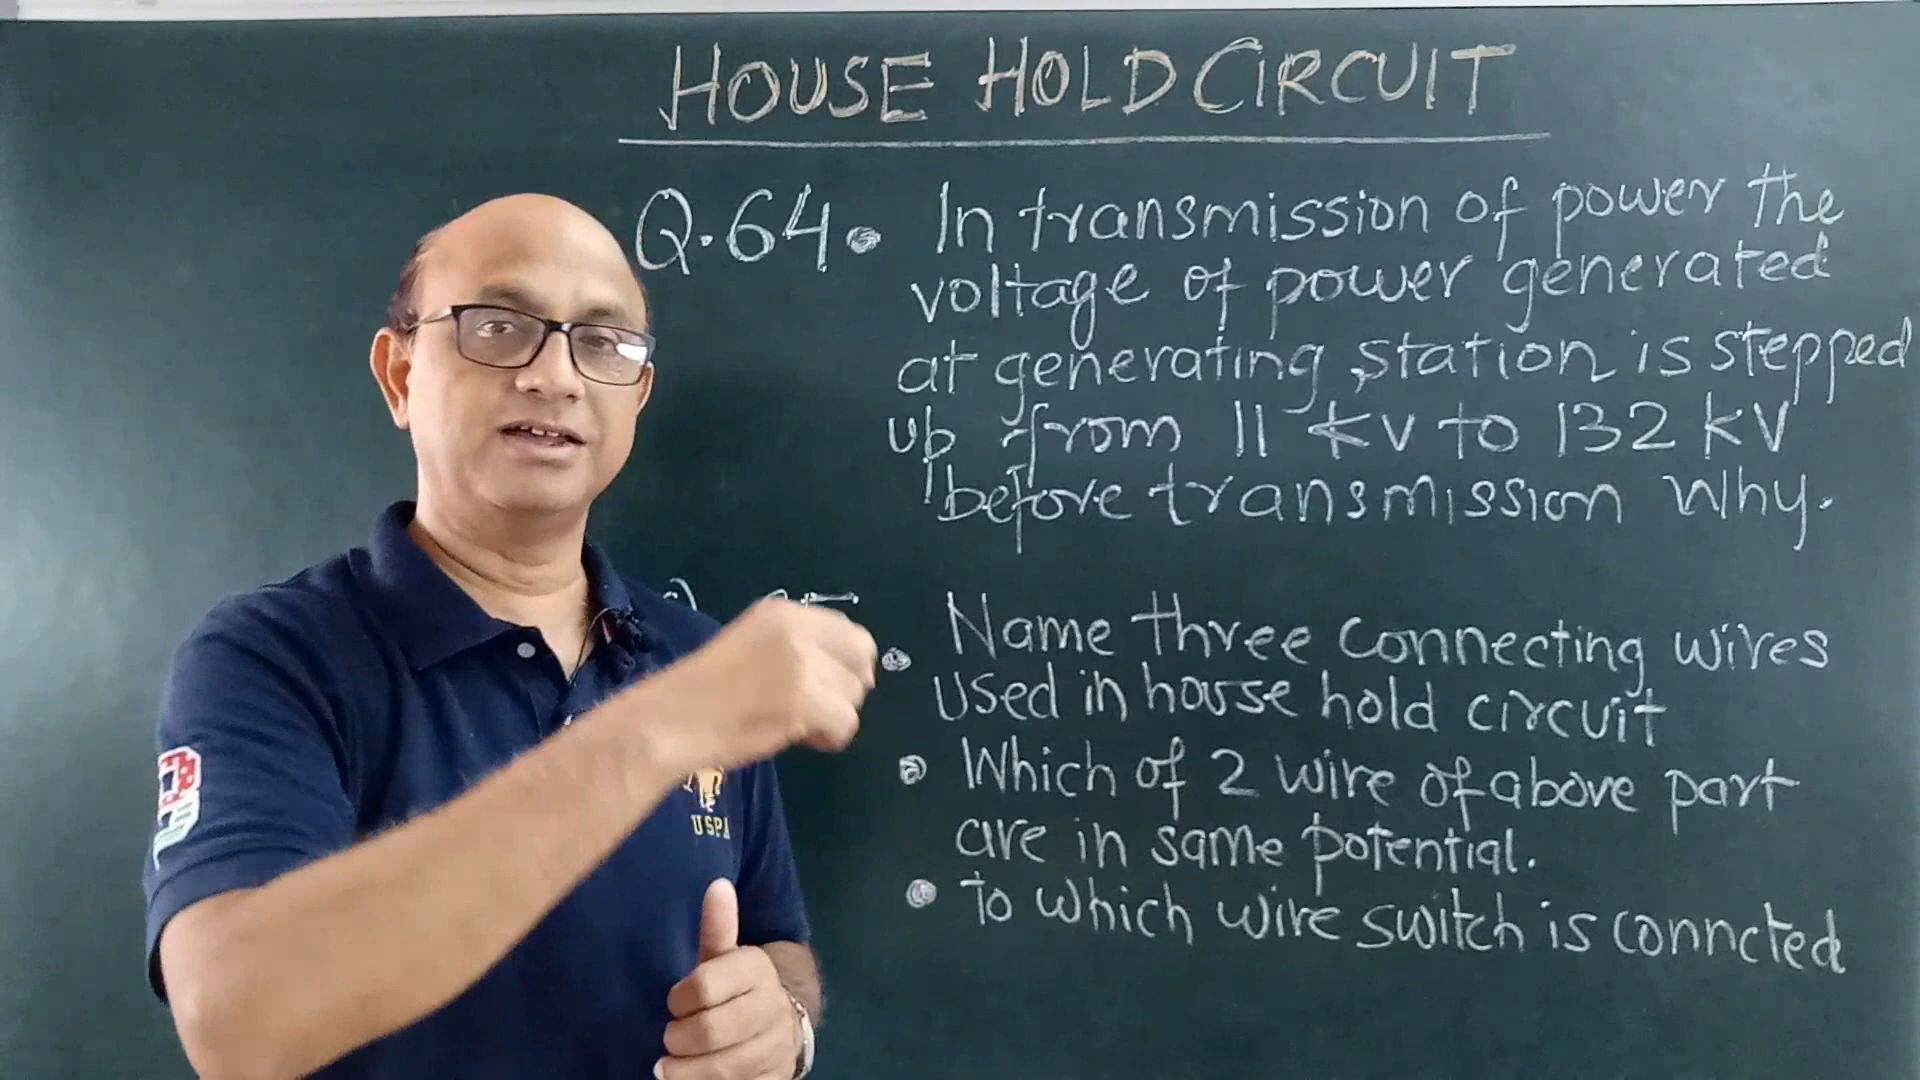 HOUSE HOLD CIRCUIT
Q.64. In transmission of power the
voltage of power generated
at generating station is stepped
up from 11 kV to 132 kV
before transmission Why.
Name three connecting wires
used in house hold circuit
Which of 2 wire of above part
are in same potential.
To which wire switch is conncted
USPA